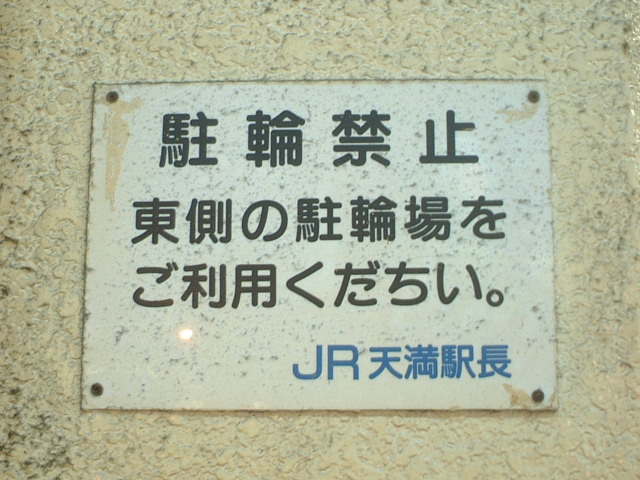 駐輪禁止
東側の駐輪場を
ご利用くだちい。
JR天満駅長